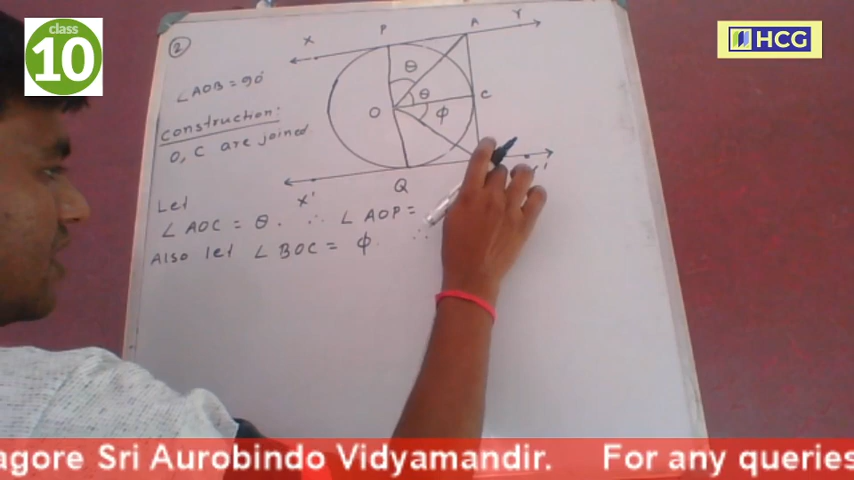 class
10
HCG
2
X
P
A
Y
θ
∠AOB = 90°
θ
C
O
φ
Construction:
O, C are joined.
X'
Q
Y'
Let
∠AOC = θ. ∴ ∠AOP =
Also let ∠BOC = φ. ∴
agore Sri Aurobindo Vidyamandir. For any queries